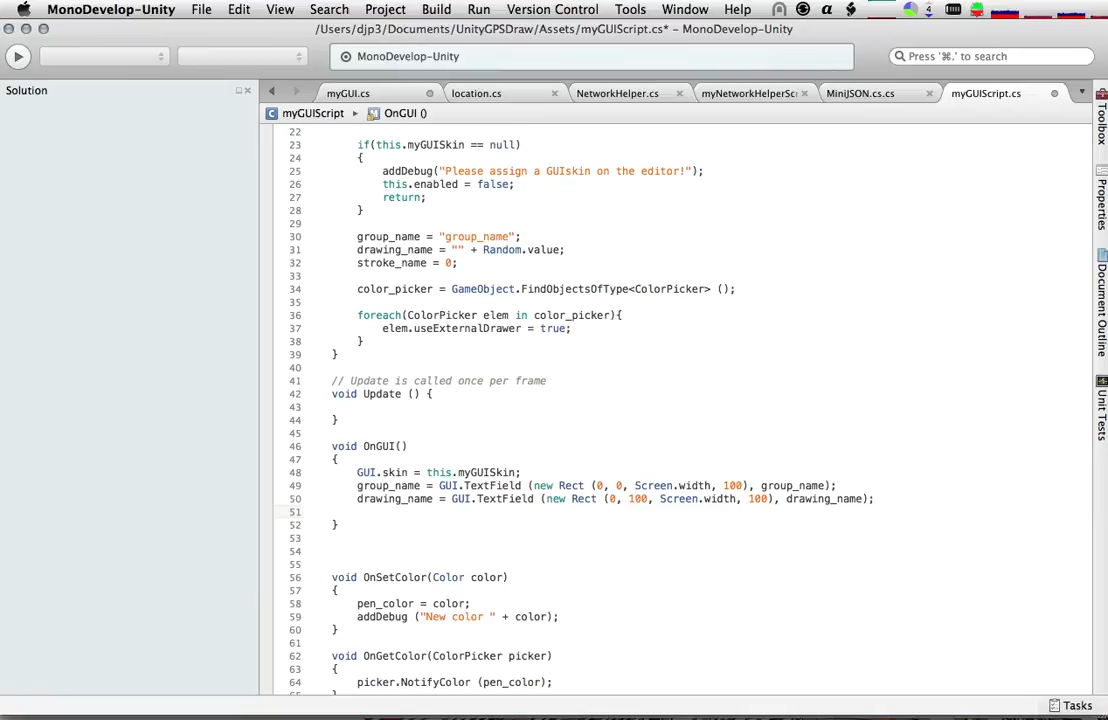 MonoDevelop-Unity File Edit View Search Project Build Run Version Control Tools Window Help 4
/Users/djp3/Documents/UnityGPSDraw/Assets/myGUIScript.cs* – MonoDevelop-Unity
MonoDevelop-Unity
Press '⌘.' to search
Solution
myGUI.cs location.cs NetworkHelper.cs myNetworkHelperSc MiniJSON.cs.cs myGUIScript.cs
myGUIScript ▸ OnGUI ()
22
23 if(this.myGUISkin == null)
24 {
25 addDebug("Please assign a GUIskin on the editor!");
26 this.enabled = false;
27 return;
28 }
29
30 group_name = "group_name";
31 drawing_name = "" + Random.value;
32 stroke_name = 0;
33
34 color_picker = GameObject.FindObjectsOfType<ColorPicker> ();
35
36 foreach(ColorPicker elem in color_picker){
37 elem.useExternalDrawer = true;
38 }
39 }
40
41 // Update is called once per frame
42 void Update () {
43
44 }
45
46 void OnGUI()
47 {
48 GUI.skin = this.myGUISkin;
49 group_name = GUI.TextField (new Rect (0, 0, Screen.width, 100), group_name);
50 drawing_name = GUI.TextField (new Rect (0, 100, Screen.width, 100), drawing_name);
51
52 }
53
54
55
56 void OnSetColor(Color color)
57 {
58 pen_color = color;
59 addDebug ("New color " + color);
60 }
61
62 void OnGetColor(ColorPicker picker)
63 {
64 picker.NotifyColor (pen_color);
Toolbox
Properties
Document Outline
Unit Tests
Tasks